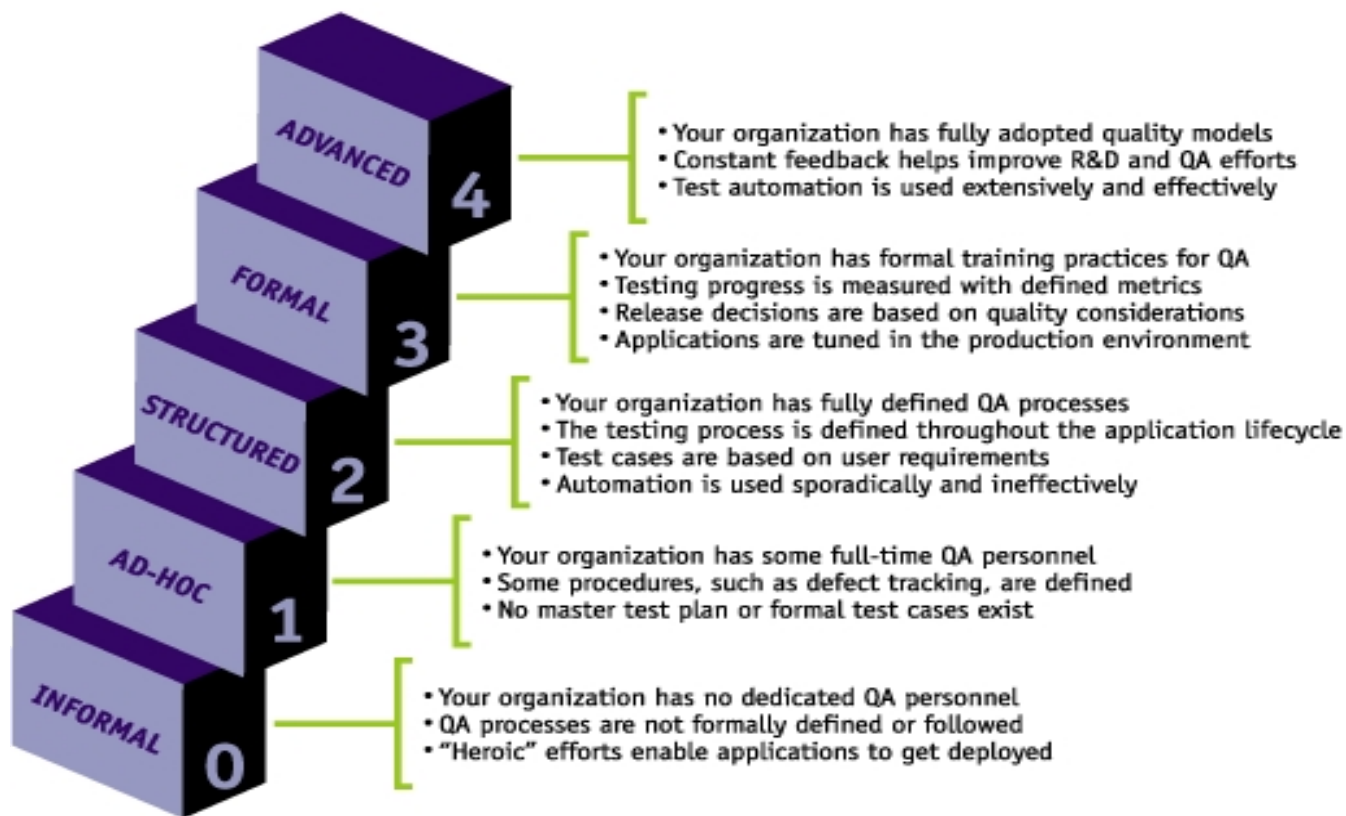 ADVANCED
4
• Your organization has fully adopted quality models
• Constant feedback helps improve R&D and QA efforts
• Test automation is used extensively and effectively
FORMAL
3
• Your organization has formal training practices for QA
• Testing progress is measured with defined metrics
• Release decisions are based on quality considerations
• Applications are tuned in the production environment
STRUCTURED
2
• Your organization has fully defined QA processes
• The testing process is defined throughout the application lifecycle
• Test cases are based on user requirements
• Automation is used sporadically and ineffectively
AD-HOC
1
• Your organization has some full-time QA personnel
• Some procedures, such as defect tracking, are defined
• No master test plan or formal test cases exist
INFORMAL
0
• Your organization has no dedicated QA personnel
• QA processes are not formally defined or followed
• “Heroic” efforts enable applications to get deployed